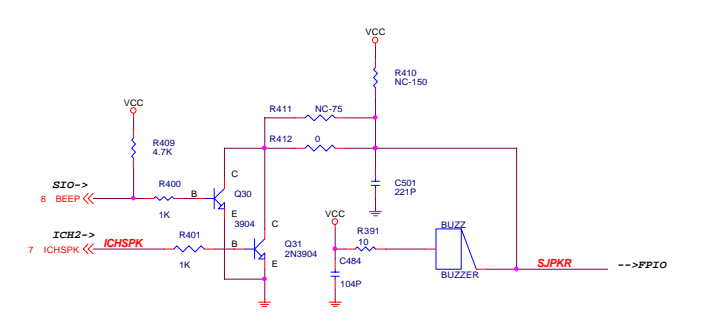 VCC
R410
NC-150
R411
NC-75
VCC
R409
4.7K
R412
0
C
SIO->
R400
B
Q30
C501
221P
8 BEEP
1K
E
3904
C
VCC
ICH2->
R401
Q31
R391
BUZZ
7 ICHSPK
ICHSPK
B
2N3904
10
1K
E
C484
SJPKR
-->FPIO
BUZZER
104P